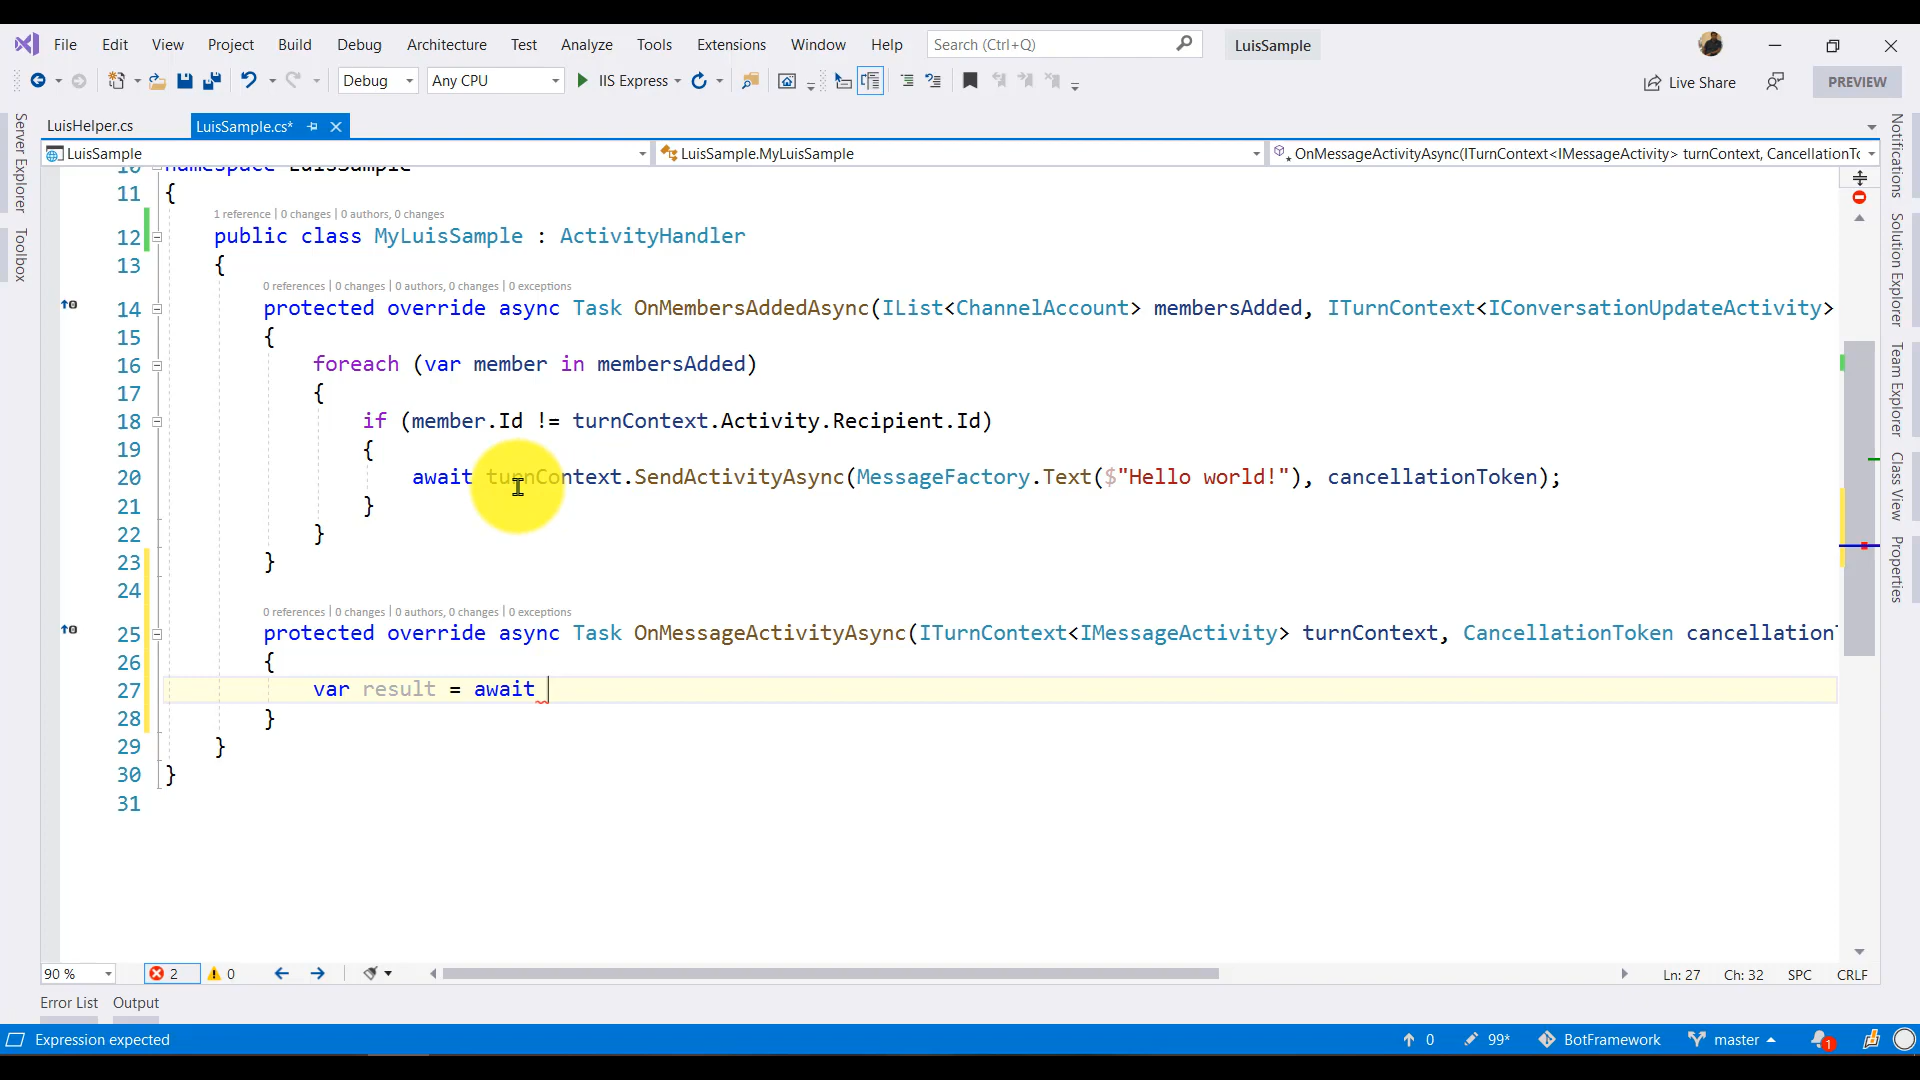 File Edit View Project Build Debug Architecture Test Analyze Tools Extensions Window Help Search (Ctrl+Q) LuisSample
Debug Any CPU IIS Express Live Share PREVIEW
LuisHelper.cs LuisSample.cs*
LuisSample LuisSample.MyLuisSample OnMessageActivityAsync(ITurnContext<IMessageActivity> turnContext, CancellationTc
10 namespace LuisSample
11 {
1 reference | 0 changes | 0 authors, 0 changes
12 public class MyLuisSample : ActivityHandler
13 {
0 references | 0 changes | 0 authors, 0 changes | 0 exceptions
14 protected override async Task OnMembersAddedAsync(IList<ChannelAccount> membersAdded, ITurnContext<IConversationUpdateActivity>
15 {
16 foreach (var member in membersAdded)
17 {
18 if (member.Id != turnContext.Activity.Recipient.Id)
19 {
20 await turnContext.SendActivityAsync(MessageFactory.Text($"Hello world!"), cancellationToken);
21 }
22 }
23 }
24
0 references | 0 changes | 0 authors, 0 changes | 0 exceptions
25 protected override async Task OnMessageActivityAsync(ITurnContext<IMessageActivity> turnContext, CancellationToken cancellation
26 {
27 var result = await
28 }
29 }
30 }
31
90 % 2 0 Ln: 27 Ch: 32 SPC CRLF
Error List Output
Expression expected 0 99* BotFramework master 1
Server Explorer
Toolbox
Notifications
Solution Explorer
Team Explorer
Class View
Properties